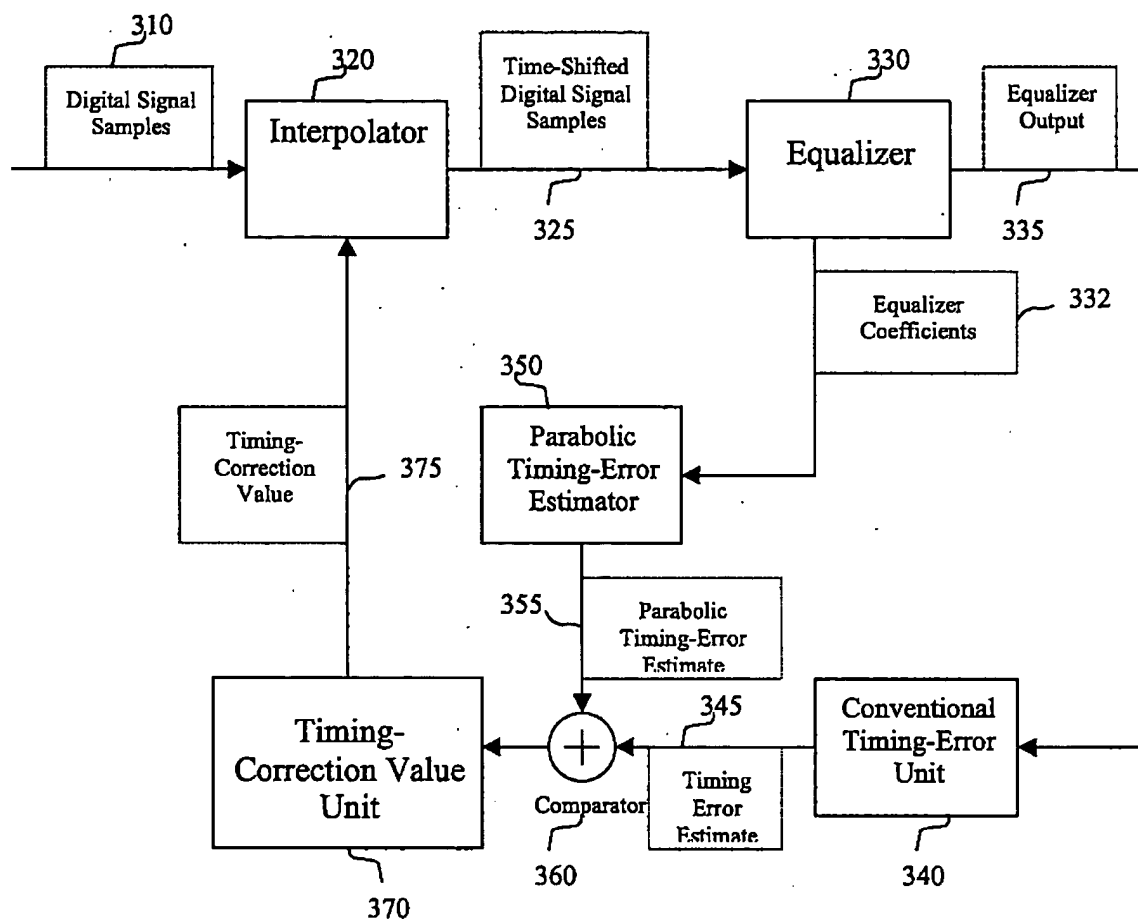 310
Digital Signal
Samples
320
Interpolator
Time-Shifted
Digital Signal
Samples
325
330
Equalizer
Equalizer
Output
335
Equalizer
Coefficients
332
350
Parabolic
Timing-Error
Estimator
Timing-
Correction
Value
375
355
Parabolic
Timing-Error
Estimate
Timing-
Correction Value
Unit
370
+
Comparator
360
345
Timing
Error
Estimate
Conventional
Timing-Error
Unit
340